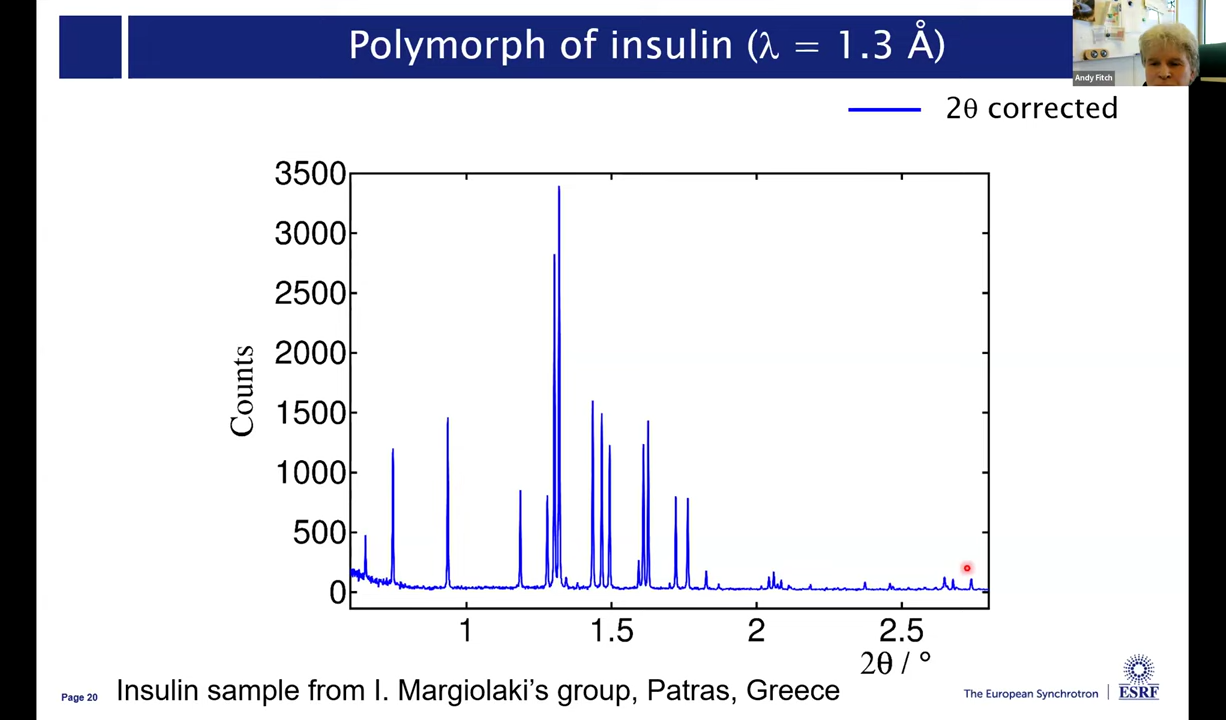 Polymorph of insulin (λ = 1.3 Å)
Andy Fitch
2θ corrected
3500
3000
2500
2000
1500
1000
500
0
Counts
1 1.5 2 2.5
2θ / °
Page 20 Insulin sample from I. Margiolaki’s group, Patras, Greece
The European Synchrotron | ESRF